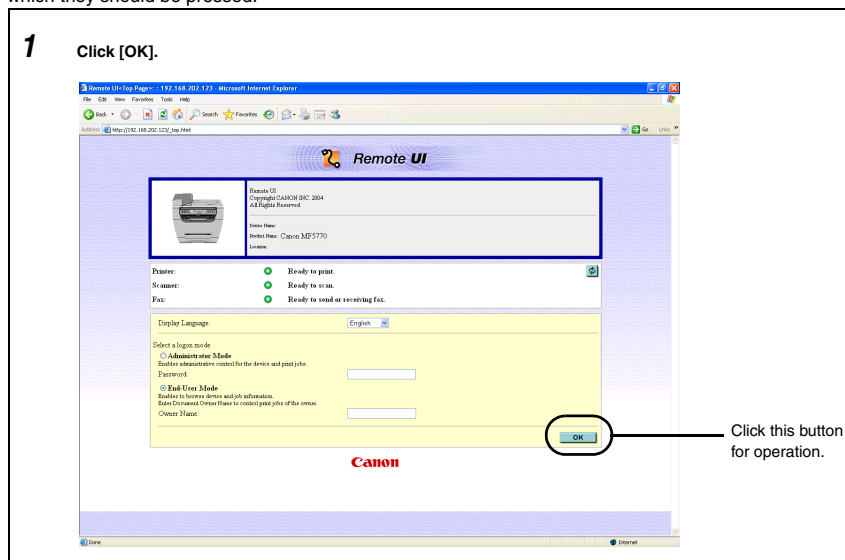 which they should be pressed.
1 Click [OK].
Remote UI<Top Page>: : 192.168.202.123 - Microsoft Internet Explorer
File Edit View Favorites Tools Help
Back Search Favorites
Address http://192.168.202.123/_top.html Go Links »
Remote UI
Remote UI
Copyright CANON INC. 2004
All Rights Reserved
Device Name:
Product Name: Canon MF5770
Location:
Printer: Ready to print.
Scanner: Ready to scan.
Fax: Ready to send or receiving fax.
Display Language: English
Select a logon mode
Administrator Mode
Enables administrative control for the device and print jobs.
Password:
End-User Mode
Enables to browse device and job information.
Enter Document Owner Name to control print jobs of the owner.
Owner Name:
OK
Click this button
for operation.
Canon
Done Internet